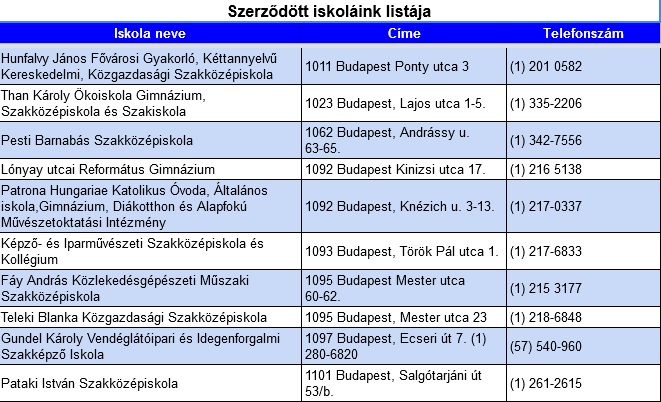 Szerződött iskoláink listája
Iskola neve Címe Telefonszám
Hunfalvy János Fővárosi Gyakorló, Kéttannyelvű
Kereskedelmi, Közgazdasági Szakközépiskola
1011 Budapest Ponty utca 3
(1) 201 0582
Than Károly Ökoiskola Gimnázium,
Szakközépiskola és Szakiskola
1023 Budapest, Lajos utca 1-5.
(1) 335-2206
Pesti Barnabás Szakközépiskola
1062 Budapest, Andrássy u.
63-65.
(1) 342-7556
Lónyay utcai Református Gimnázium
1092 Budapest Kinizsi utca 17.
(1) 216 5138
Patrona Hungariae Katolikus Óvoda, Általános
iskola,Gimnázium, Diákotthon és Alapfokú
Művészetoktatási Intézmény
1092 Budapest, Knézich u. 3-13.
(1) 217-0337
Képző- és Iparművészeti Szakközépiskola és
Kollégium
1093 Budapest, Török Pál utca 1.
(1) 217-6833
Fáy András Közlekedésgépészeti Műszaki
Szakközépiskola
1095 Budapest Mester utca
60-62.
(1) 215 3177
Teleki Blanka Közgazdasági Szakközépiskola
1095 Budapest, Mester utca 23
(1) 218-6848
Gundel Károly Vendéglátóipari és Idegenforgalmi
Szakképző Iskola
1097 Budapest, Ecseri út 7. (1)
280-6820
(57) 540-960
Pataki István Szakközépiskola
1101 Budapest, Salgótarjáni út
53/b.
(1) 261-2615